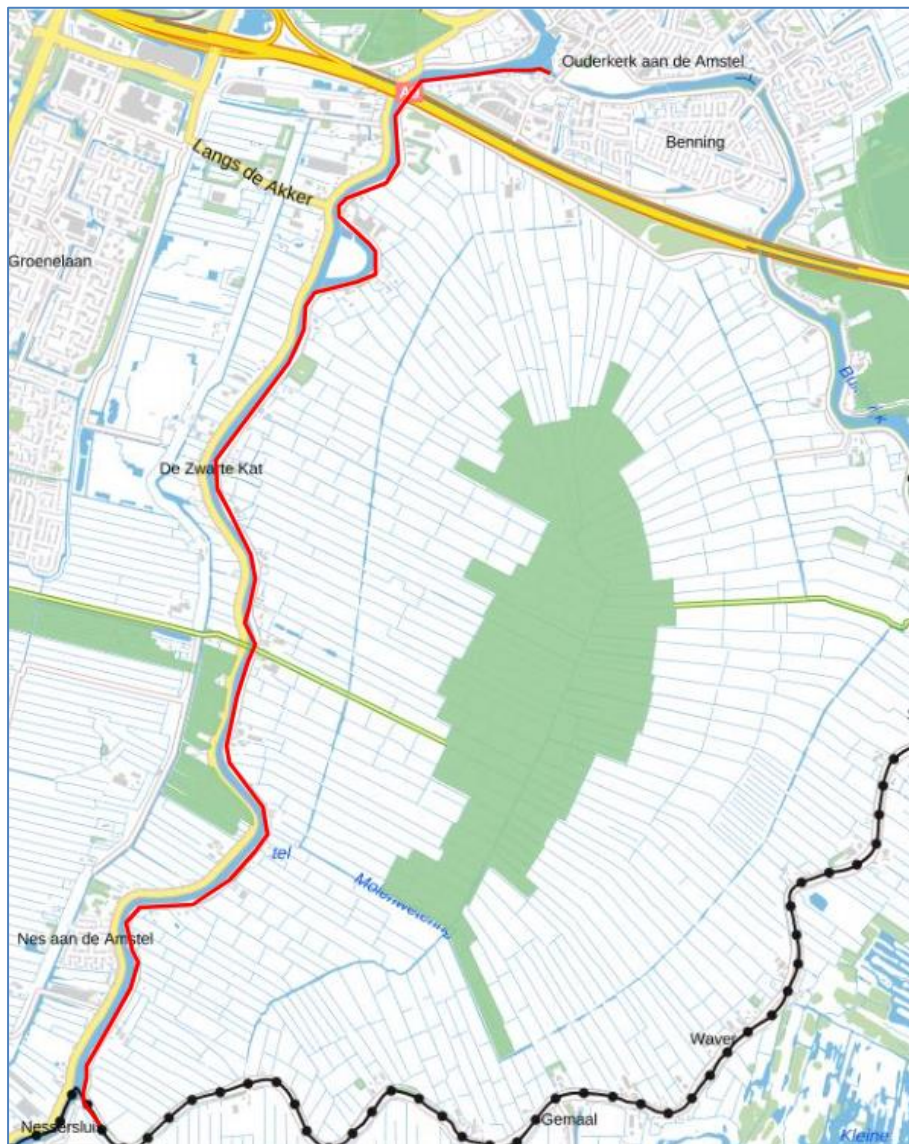 Ouderkerk aan de Amstel
Benning
Langs de Akker
Groenelaan
De Zwarte Kat
tel
Molenwetering
Nes aan de Amstel
Waver
Gemaal
Kleine